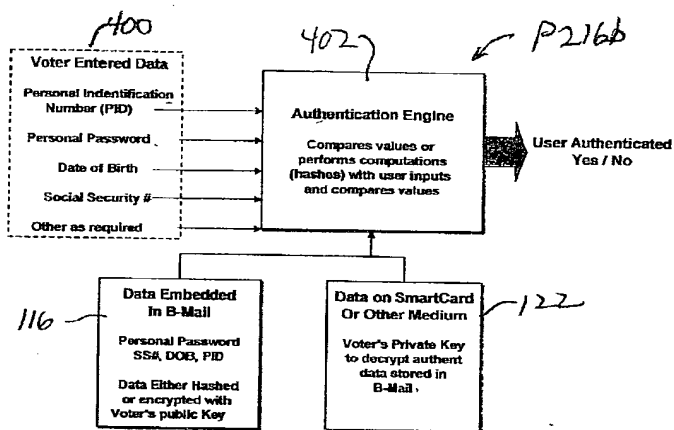 400
402
P216b
Voter Entered Data
Personal Indentification
Number (PID)
Personal Password
Date of Birth
Social Security #
Other as required
Authentication Engine
Compares values or
performs computations
(hashes) with user inputs
and compares values
User Authenticated
Yes / No
116
Data Embedded
In B-Mail
Personal Password
SS#, DOB, PID
Data Either Hashed
or encrypted with
Voter's public Key
Data on SmartCard
Or Other Medium
Voter's Private Key
to decrypt authent
data stored in
B-Mail.
122